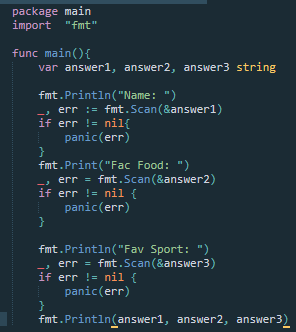 package main
import  "fmt"
func main(){
    var answer1, answer2, answer3 string
    fmt.Println("Name: ")
    _, err := fmt.Scan(&answer1)
    if err != nil{
        panic(err)
    }
    fmt.Print("Fac Food: ")
    _, err = fmt.Scan(&answer2)
    if err != nil {
        panic(err)
    }
    fmt.Println("Fav Sport: ")
    _, err = fmt.Scan(&answer3)
    if err != nil {
        panic(err)
    }
    fmt.Println(answer1, answer2, answer3)